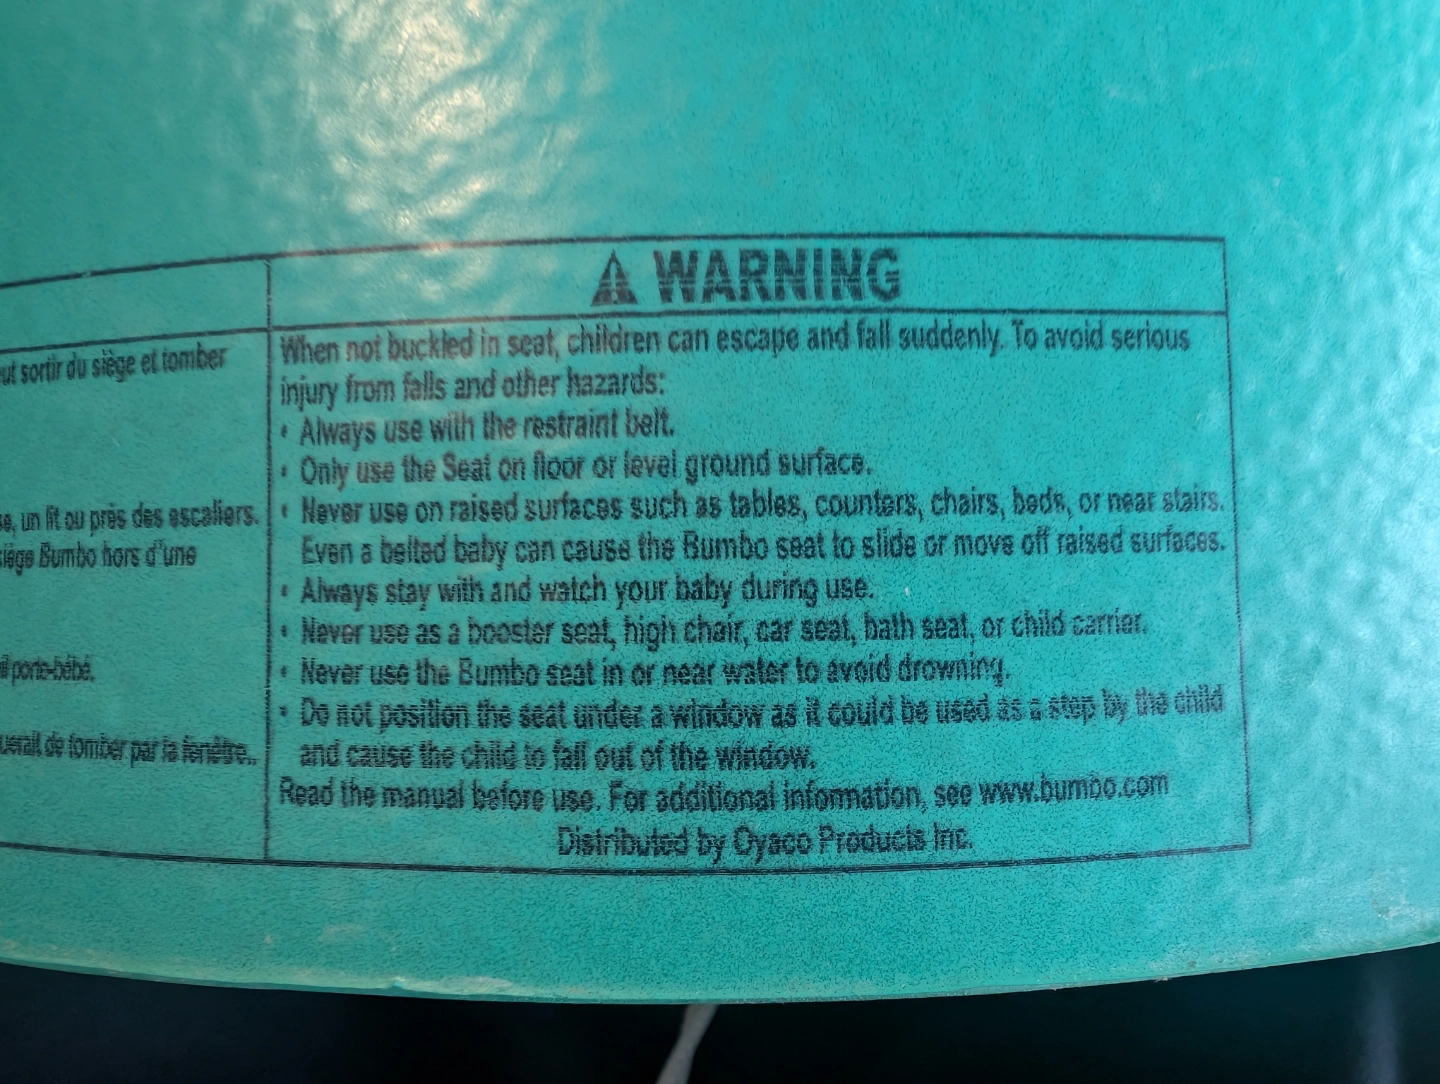 ut sortir du siège et tomber
se, un lit ou près des escaliers.
siège Bumbo hors d'une
il porte-bébé.
uerait de tomber par la fenêtre..
WARNING
When not buckled in seat, children can escape and fall suddenly. To avoid serious
injury from falls and other hazards:
• Always use with the restraint belt.
• Only use the Seat on floor or level ground surface.
• Never use on raised surfaces such as tables, counters, chairs, beds, or near stairs.
Even a belted baby can cause the Bumbo seat to slide or move off raised surfaces.
• Always stay with and watch your baby during use.
• Never use as a booster seat, high chair, car seat, bath seat, or child carrier.
• Never use the Bumbo seat in or near water to avoid drowning.
• Do not position the seat under a window as it could be used as a step by the child
and cause the child to fall out of the window.
Read the manual before use. For additional information, see www.bumbo.com
Distributed by Oyaco Products Inc.